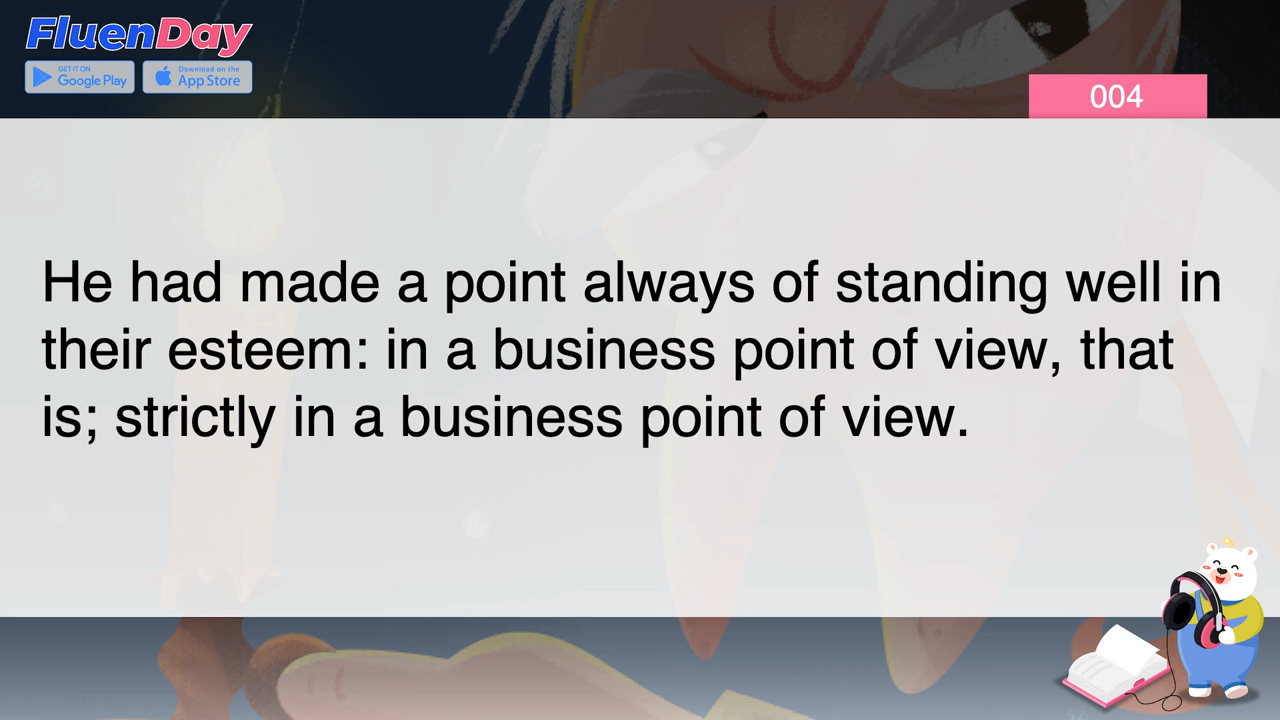 FluenDay
GET IT ON
Google Play
Download on the
App Store
004
He had made a point always of standing well in
their esteem: in a business point of view, that
is; strictly in a business point of view.